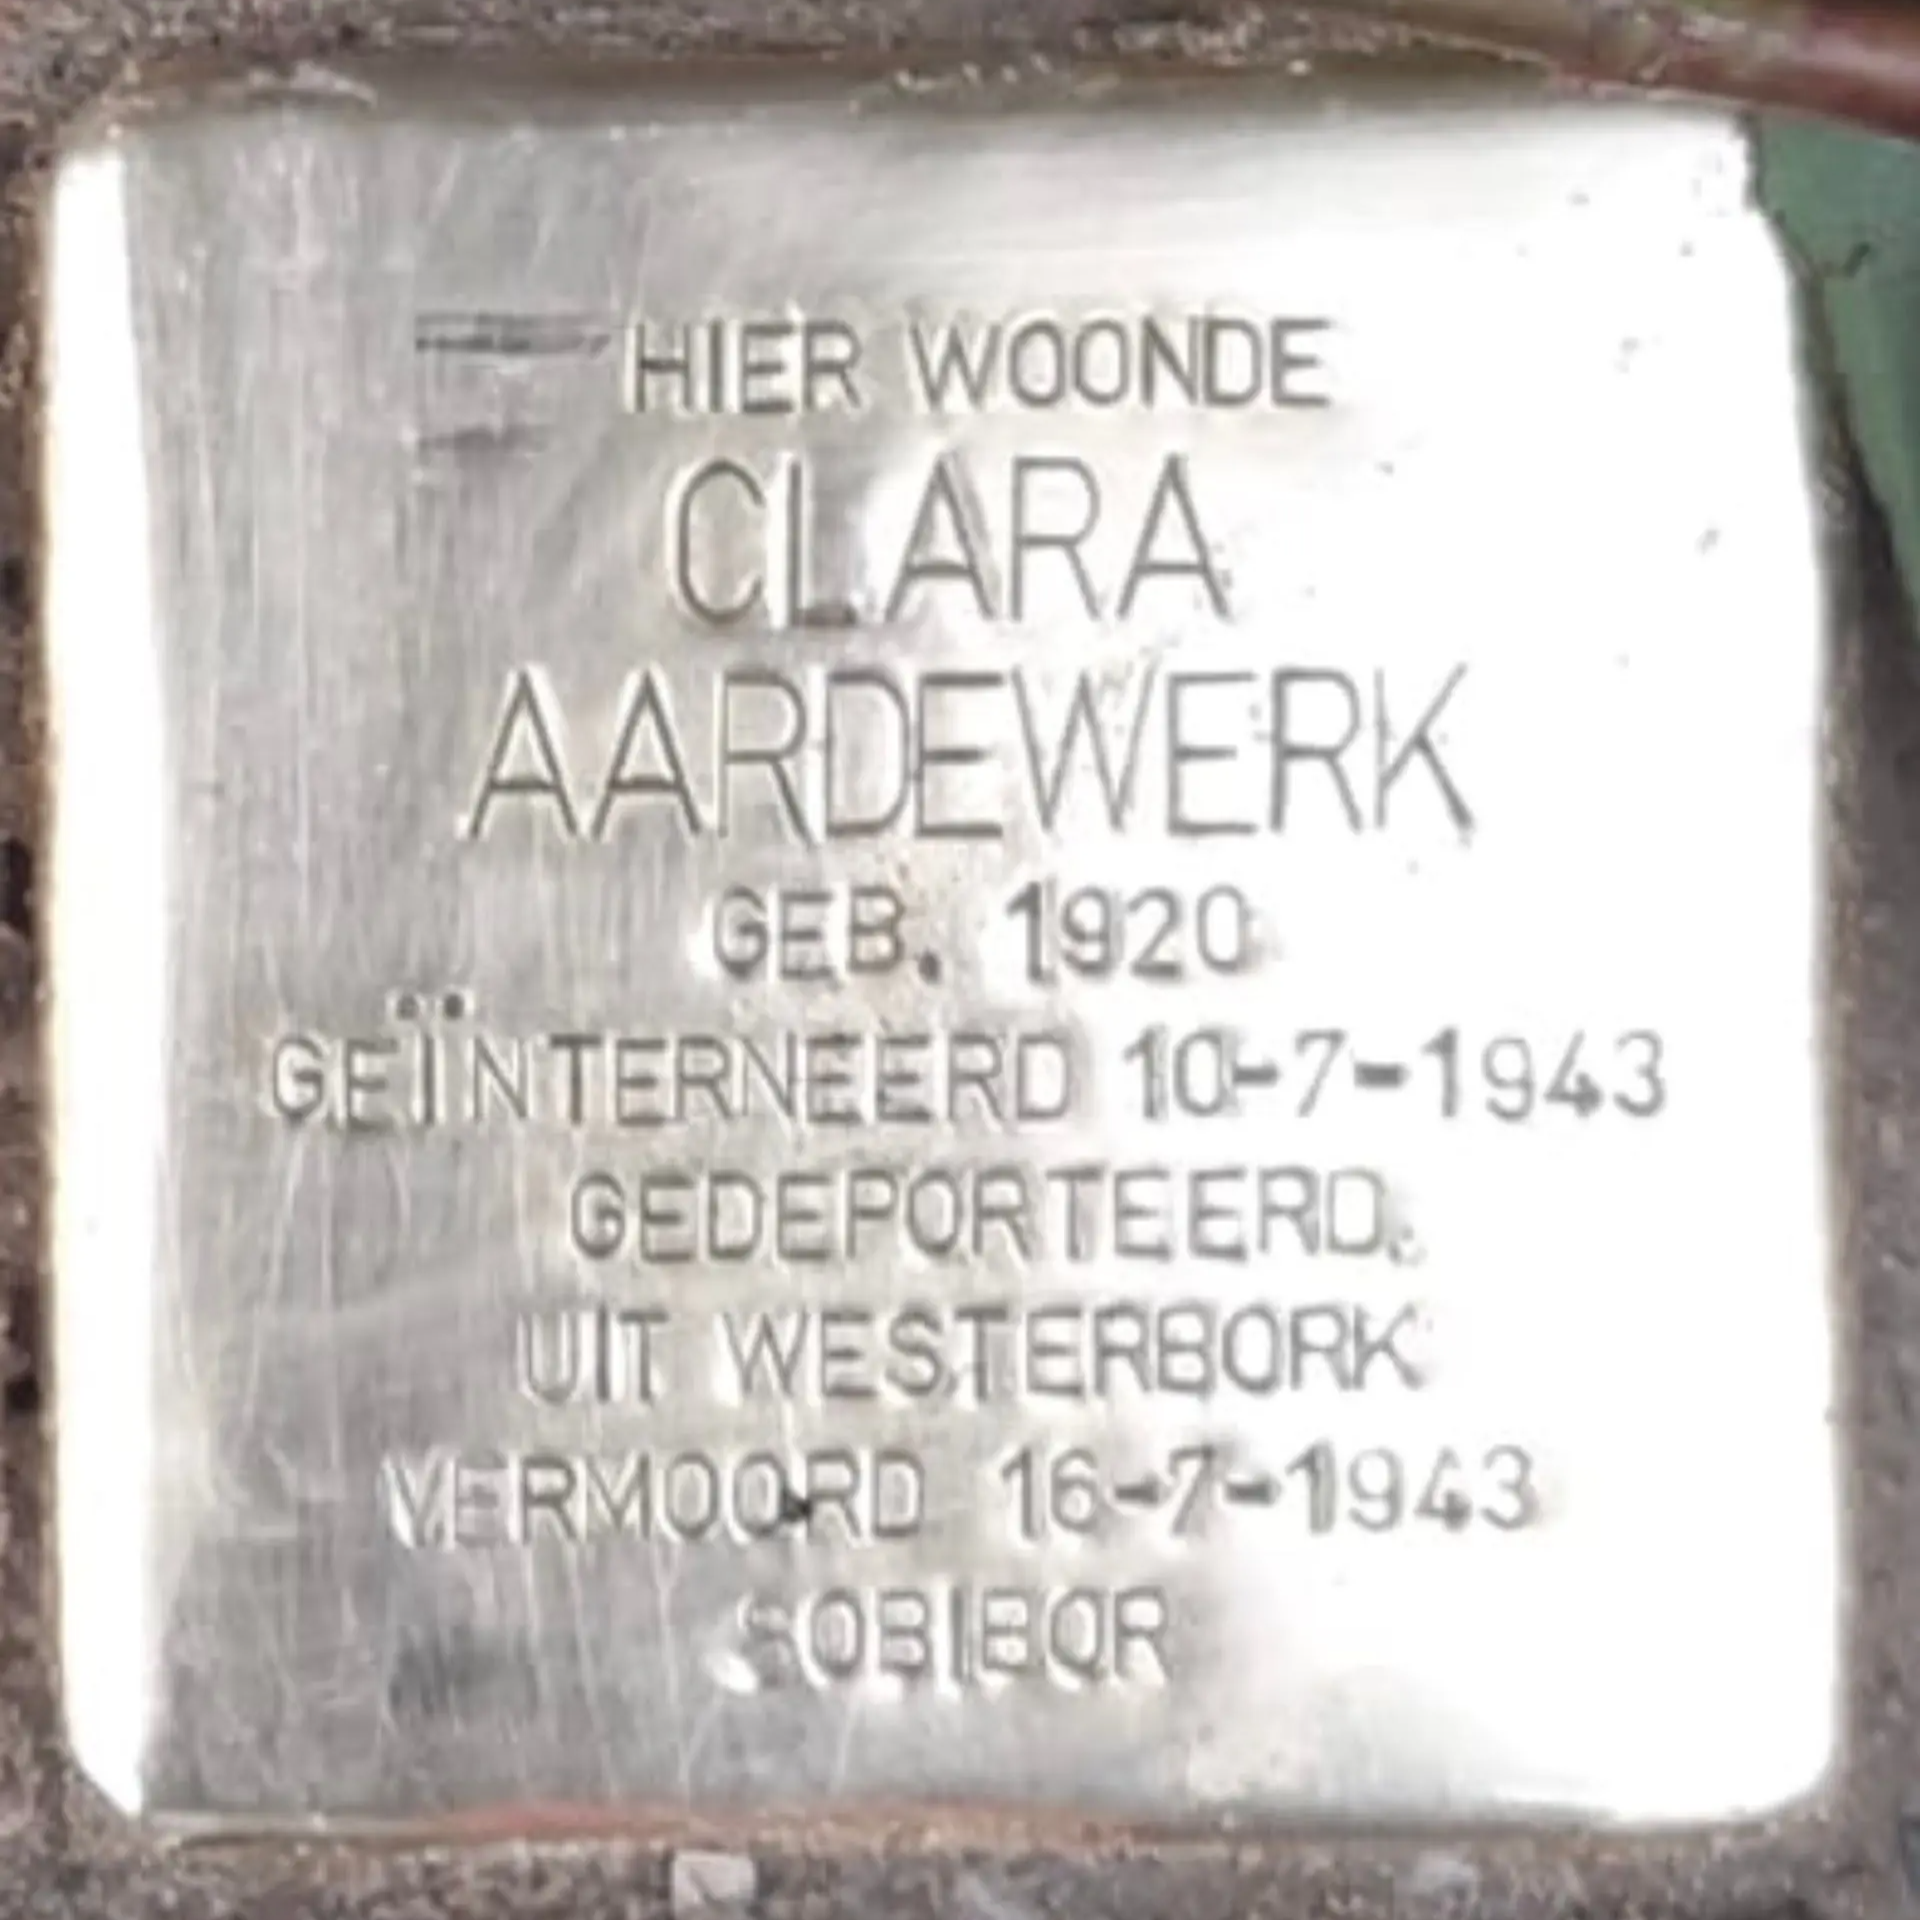 HIER WOONDE
CLARA
AARDEWERK
GEB. 1920
GEÏNTERNEERD 10-7-1943
GEDEPORTEERD
UIT WESTERBORK
VERMOORD 16-7-1943
SOBIBOR